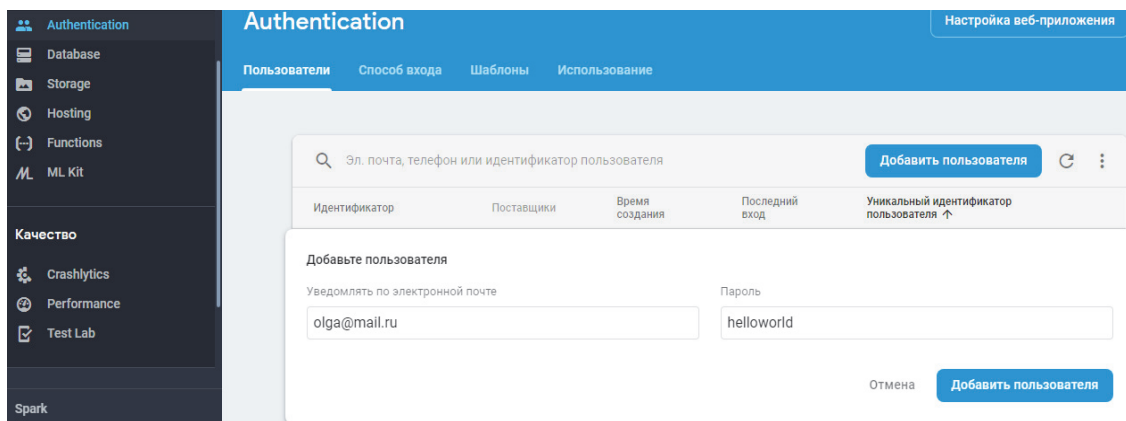 Authentication
Database
Storage
Hosting
Functions
ML Kit
Качество
Crashlytics
Performance
Test Lab
Spark
Authentication
Настройка веб-приложения
Пользователи Способ входа Шаблоны Использование
Эл. почта, телефон или идентификатор пользователя
Добавить пользователя
Идентификатор Поставщики Время создания Последний вход Уникальный идентификатор пользователя ↑
Добавьте пользователя
Уведомлять по электронной почте Пароль
olga@mail.ru helloworld
Отмена Добавить пользователя